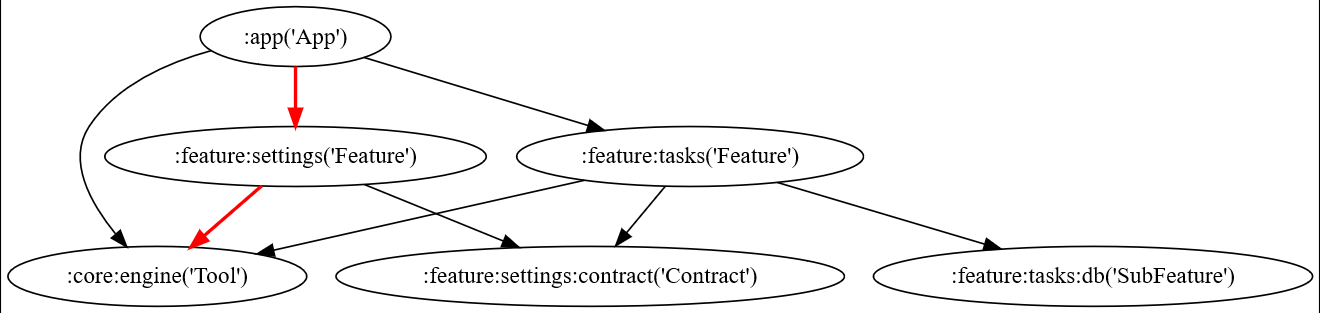 :app('App')
:feature:settings('Feature')
:feature:tasks('Feature')
:core:engine('Tool')
:feature:settings:contract('Contract')
:feature:tasks:db('SubFeature')